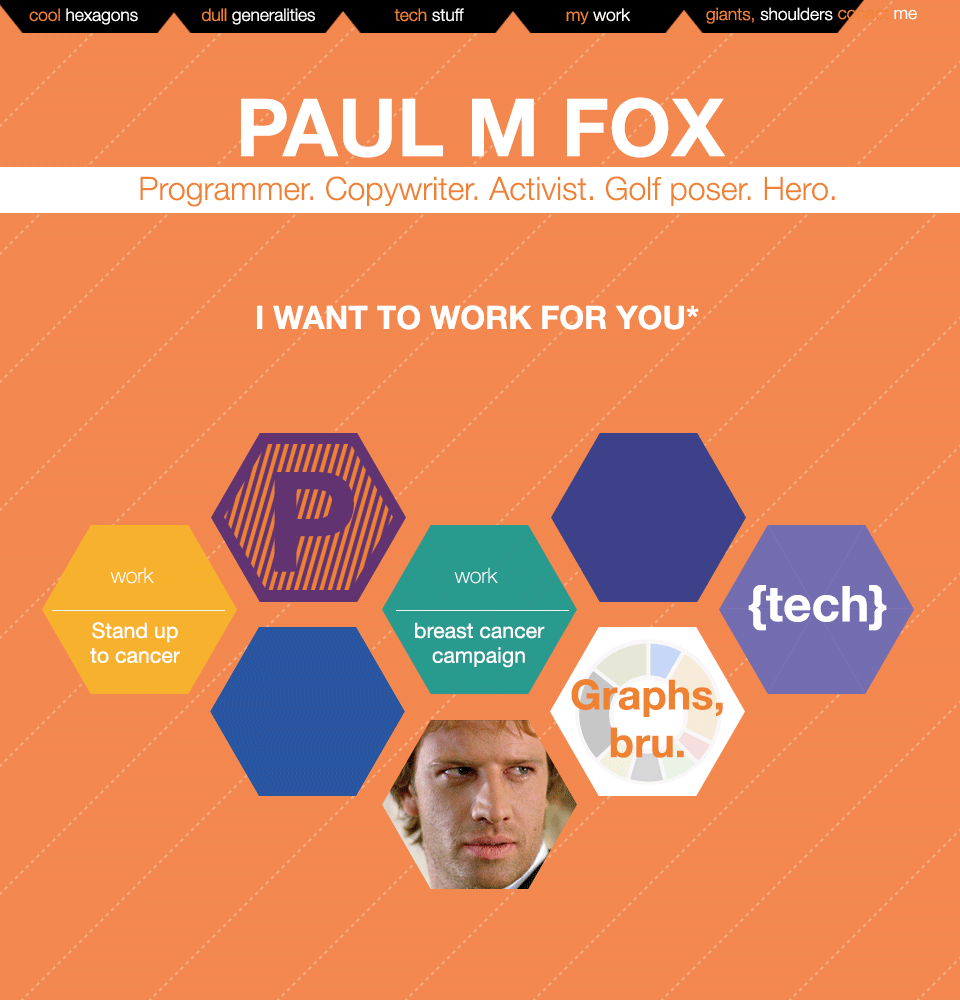 cool hexagons
dull generalities
tech stuff
my work
giants, shoulders
me
PAUL M FOX
Programmer. Copywriter. Activist. Golf poser. Hero.
I WANT TO WORK FOR YOU*
P
work
Stand up
to cancer
work
breast cancer
campaign
{tech}
Graphs,
bru.